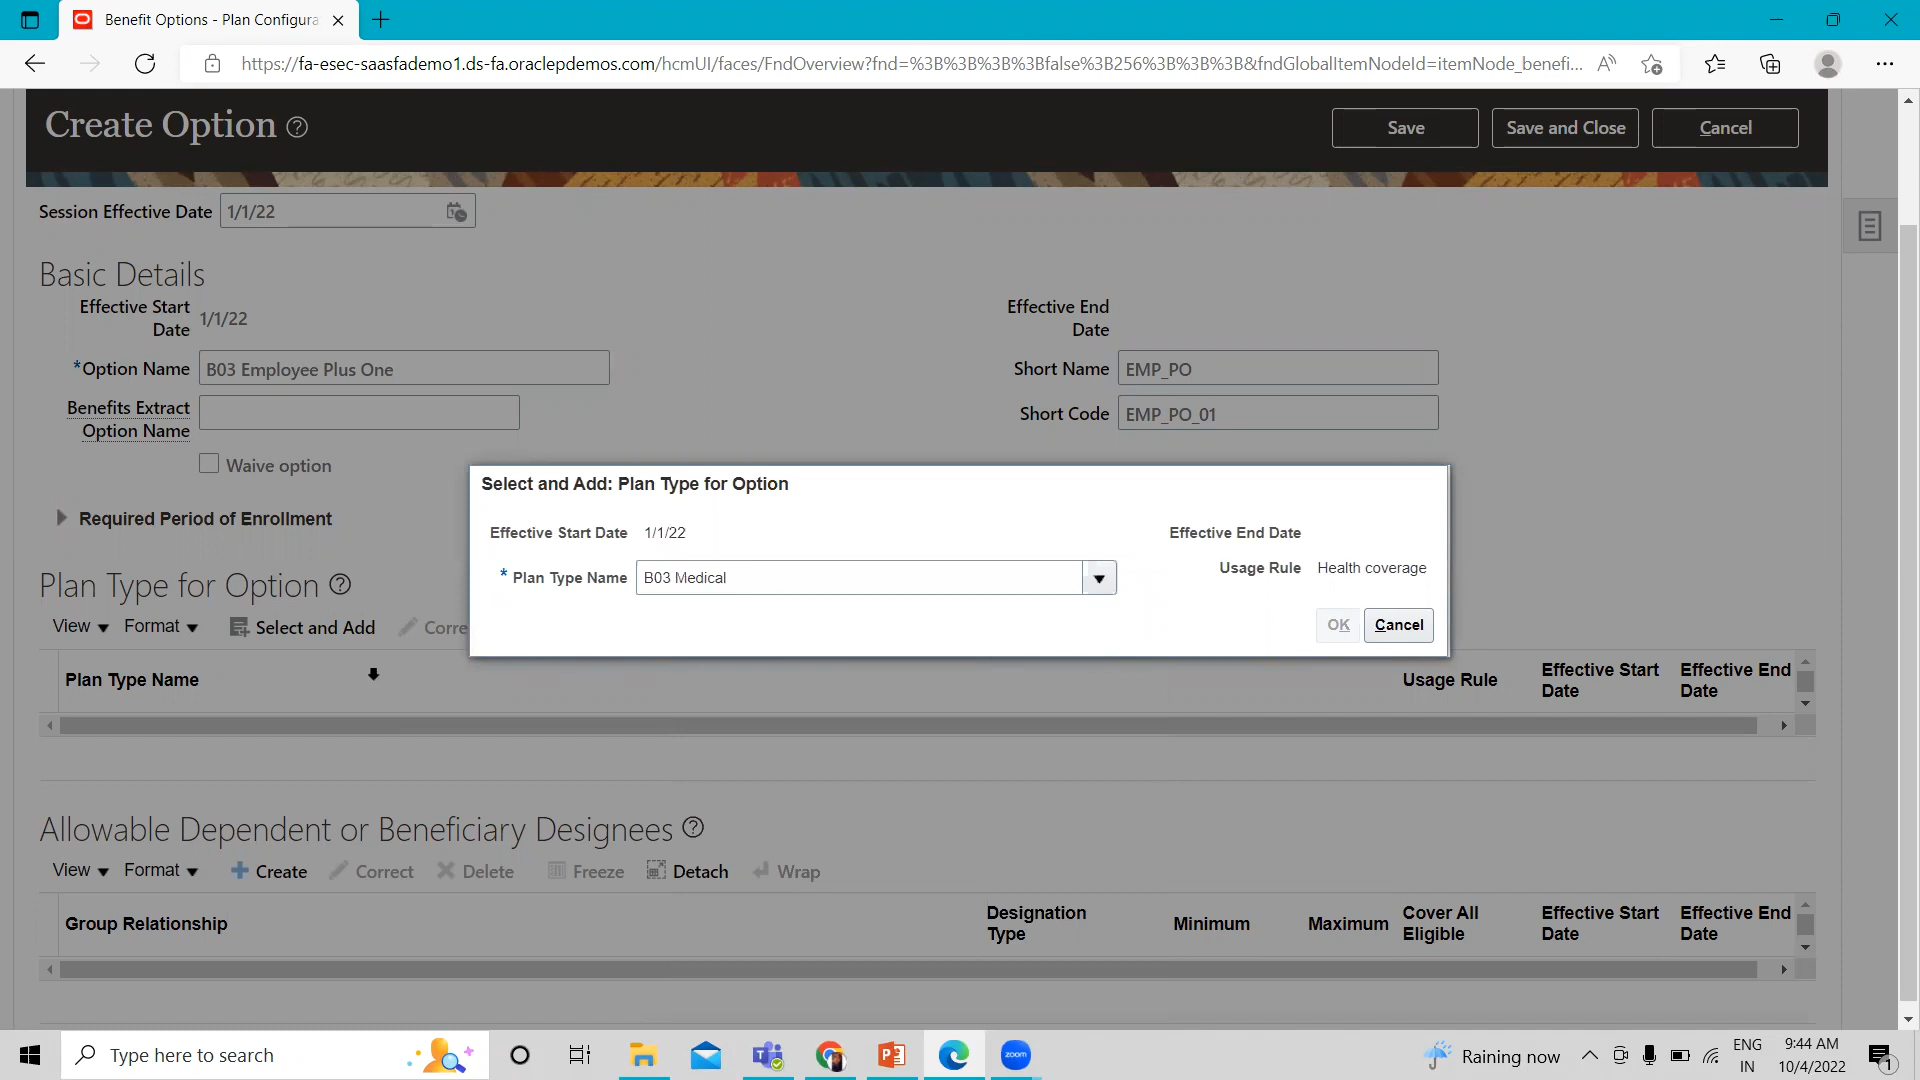 Benefit Options - Plan Configura
https://fa-esec-saasfademo1.ds-fa.oraclepdemos.com/hcmUI/faces/FndOverview?fnd=%3B%3B%3B%3Bfalse%3B256%3B%3B%3B&fndGlobalItemNodeId=itemNode_benefi...
Create Option
Save
Save and Close
Cancel
Session Effective Date 1/1/22
Basic Details
Effective Start Date 1/1/22
Effective End Date
*Option Name B03 Employee Plus One
Short Name EMP_PO
Benefits Extract Option Name
Short Code EMP_PO_01
Waive option
Select and Add: Plan Type for Option
Required Period of Enrollment
Effective Start Date 1/1/22
Effective End Date
* Plan Type Name B03 Medical
Usage Rule Health coverage
OK Cancel
Plan Type for Option
View Format Select and Add Corre
Plan Type Name
Usage Rule
Effective Start Date
Effective End Date
Allowable Dependent or Beneficiary Designees
View Format Create Correct Delete Freeze Detach Wrap
Group Relationship
Designation Type
Minimum
Maximum
Cover All Eligible
Effective Start Date
Effective End Date
Type here to search
zoom
Raining now
ENG
IN
9:44 AM
10/4/2022
1